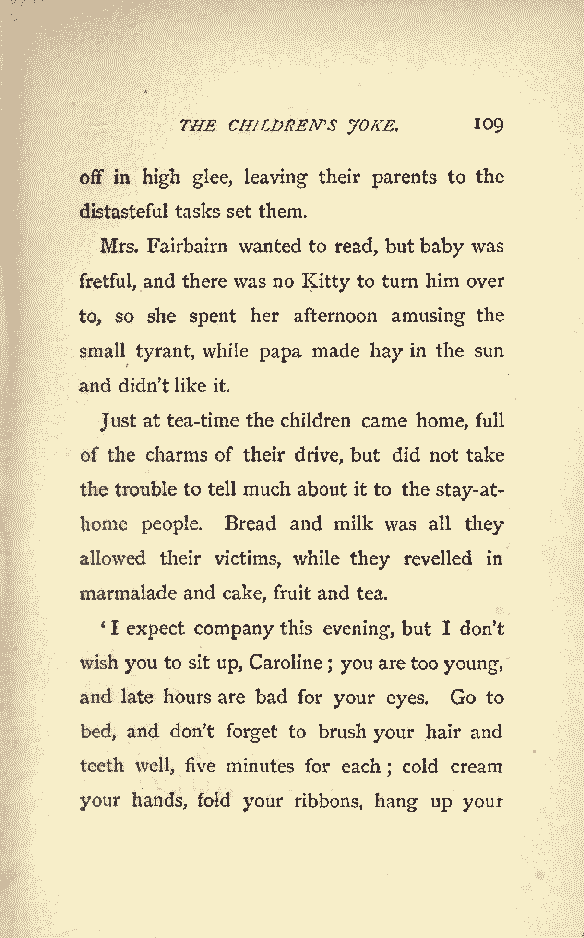 THE CHILDREN'S JOKE. 109
off in high glee, leaving their parents to the
distasteful tasks set them.
Mrs. Fairbairn wanted to read, but baby was
fretful, and there was no Kitty to turn him over
to, so she spent her afternoon amusing the
small tyrant, while papa made hay in the sun
and didn't like it.
Just at tea-time the children came home, full
of the charms of their drive, but did not take
the trouble to tell much about it to the stay-at-
home people. Bread and milk was all they
allowed their victims, while they revelled in
marmalade and cake, fruit and tea.
‘I expect company this evening, but I don't
wish you to sit up, Caroline; you are too young,
and late hours are bad for your eyes. Go to
bed, and don't forget to brush your hair and
teeth well, five minutes for each; cold cream
your hands, fold your ribbons, hang up your